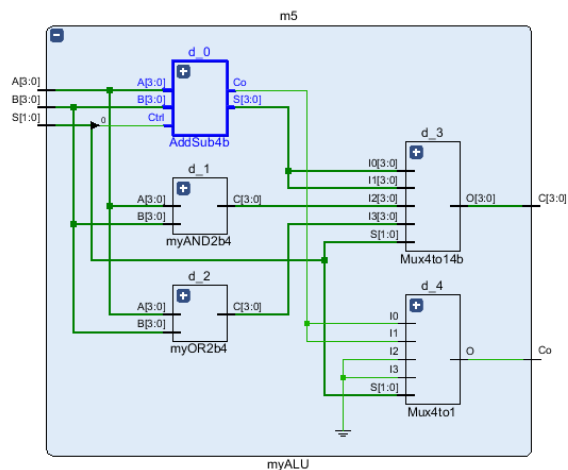 m5
A[3:0]
B[3:0]
S[1:0]
0
d_0
A[3:0] Co
B[3:0] S[3:0]
Ctrl
AddSub4b
d_1
A[3:0] C[3:0]
B[3:0]
myAND2b4
d_2
A[3:0] C[3:0]
B[3:0]
myOR2b4
d_3
I0[3:0]
I1[3:0]
I2[3:0] O[3:0]
I3[3:0]
S[1:0]
Mux4to14b
C[3:0]
d_4
I0
I1
I2 O
I3
S[1:0]
Mux4to1
Co
myALU